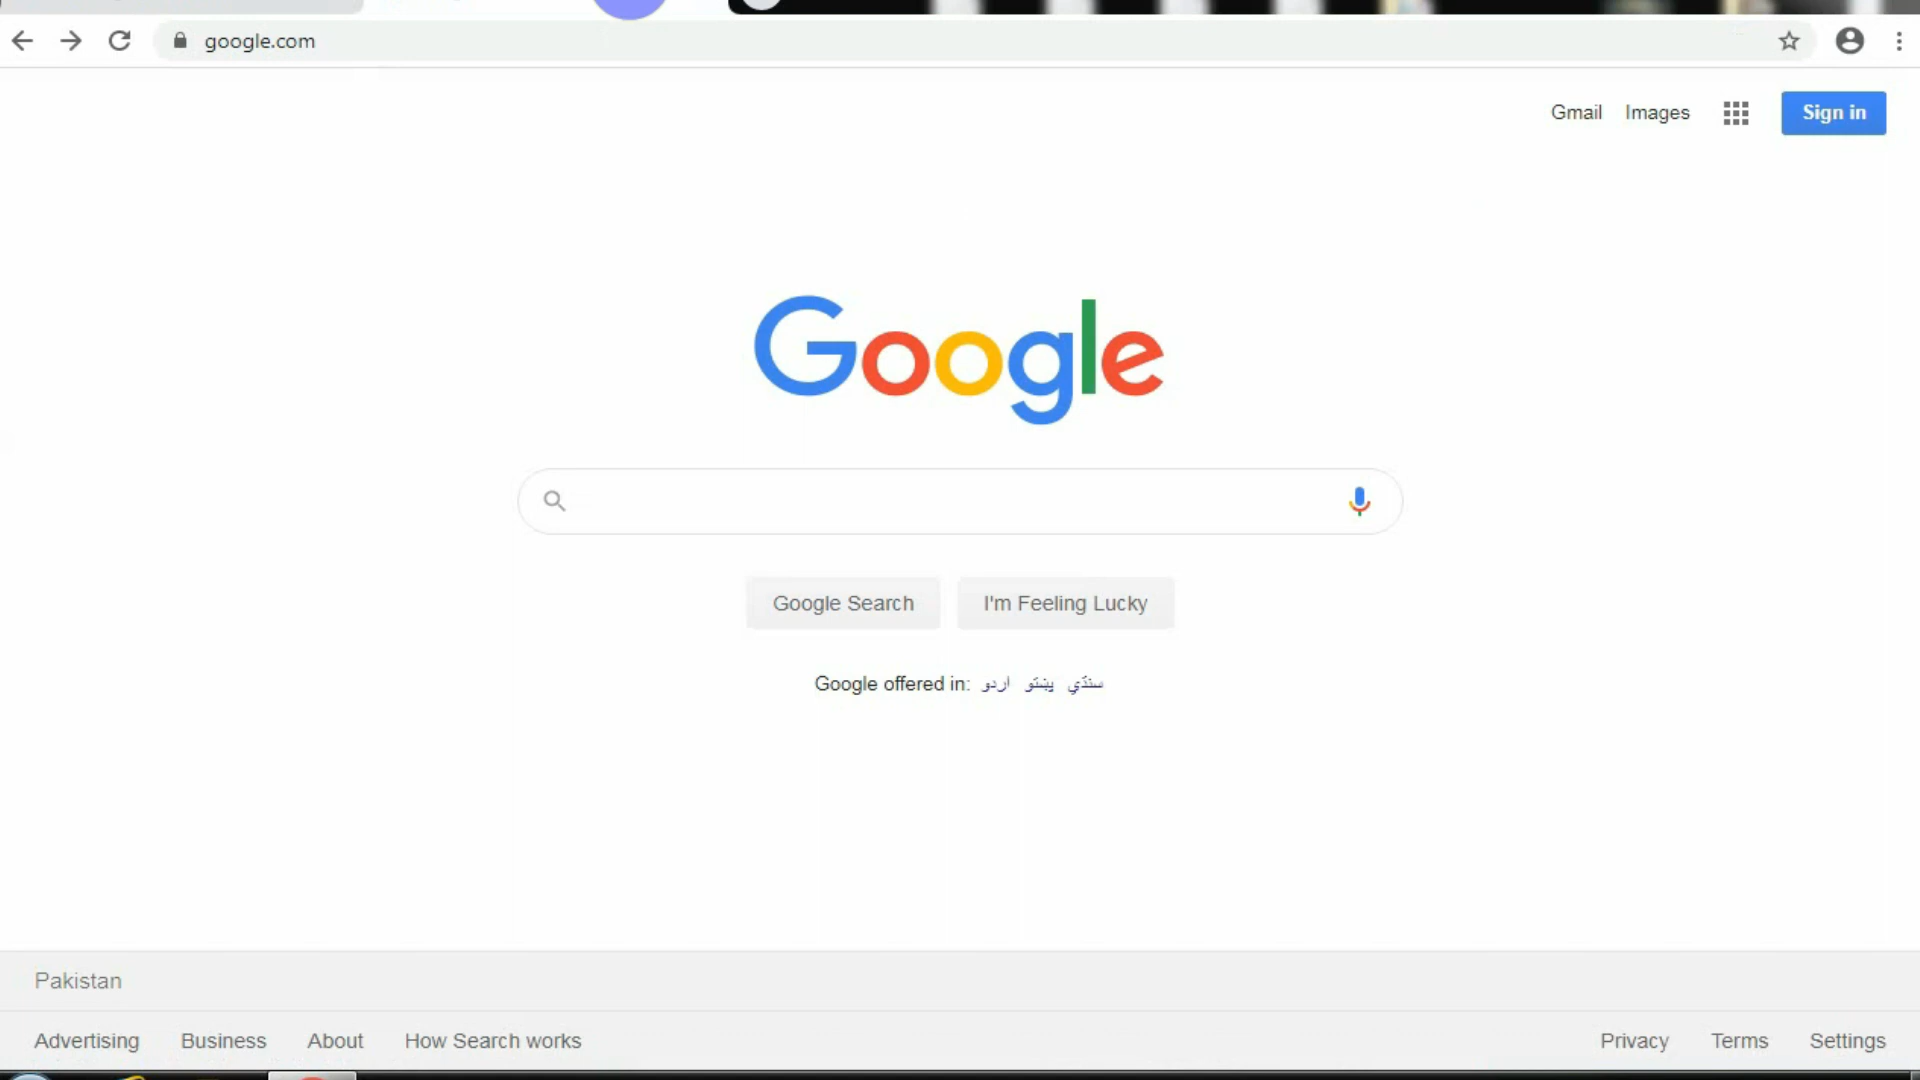 google.com
Gmail Images Sign in
Google
Google Search I'm Feeling Lucky
Google offered in: اردو پښتو سنڌي
Pakistan
Advertising Business About How Search works Privacy Terms Settings